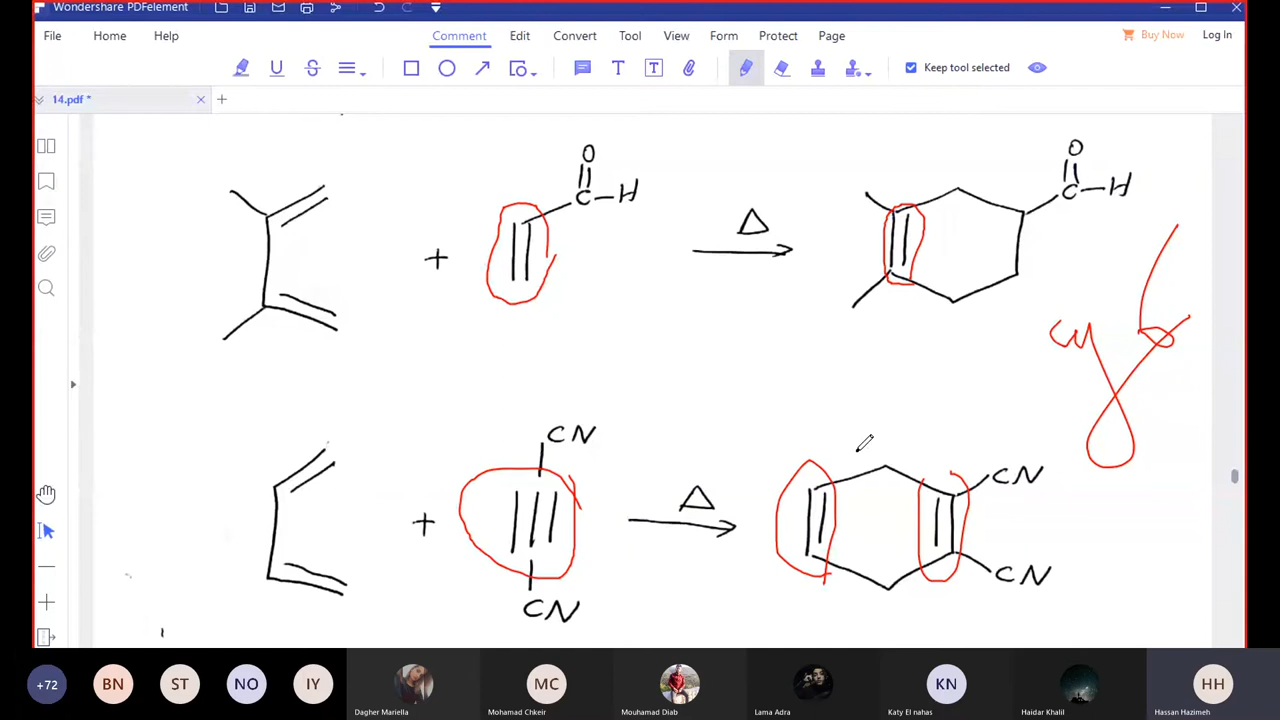 Wondershare PDFelement
File Home Help Comment Edit Convert Tool View Form Protect Page Buy Now Log In
Keep tool selected
14.pdf *
O
C-H
+
Δ
O
C-H
CN
+
CN
Δ
CN
CN
+72 BN ST NO IY MC KN HH
Dagher Mariella Mohamad Chkeir Mouhamad Diab Lama Adra Katy El nahas Haidar Khalil Hassan Hazimeh